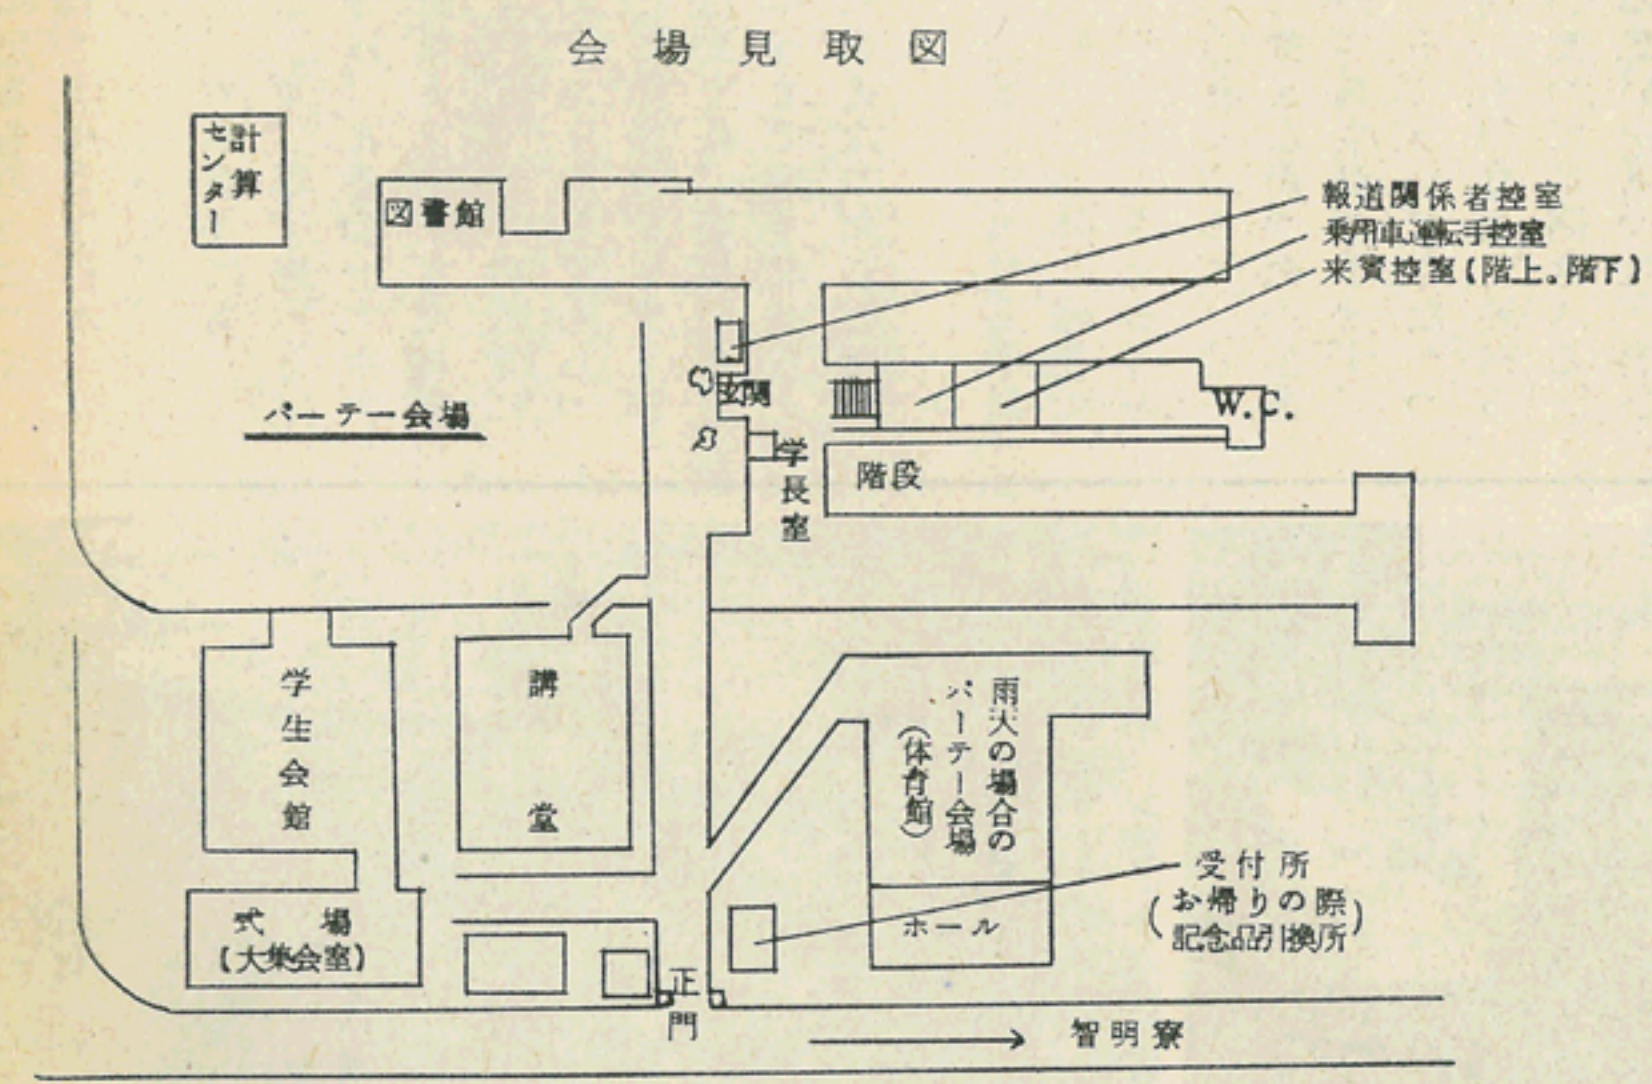 会場見取図
計算
センター
図書館
報道関係者控室
乗用車運転手控室
来賓控室(階上。階下)
玄関
W.C.
パーテー会場
学長室
階段
学生会館
講堂
雨天の場合の
パーテー会場
(体育館)
受付所
(お帰りの際
記念品引換所)
式場
(大集会室)
ホール
正門
智明寮